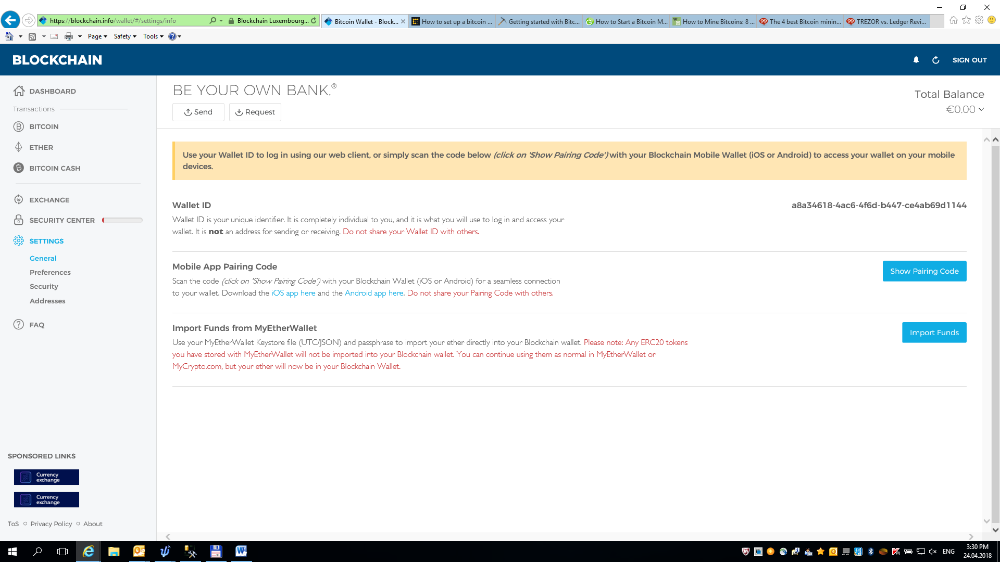 https://blockchain.info/wallet/#/settings/info
Blockchain Luxembourg...
Bitcoin Wallet - Block...
How to set up a bitcoin ...
Getting started with Bitc...
How to Start a Bitcoin M...
How to Mine Bitcoins: 8 ...
The 4 best Bitcoin minin...
TREZOR vs. Ledger Revi...
Page
Safety
Tools
BLOCKCHAIN
SIGN OUT
DASHBOARD
Transactions
BITCOIN
ETHER
BITCOIN CASH
EXCHANGE
SECURITY CENTER
SETTINGS
General
Preferences
Security
Addresses
FAQ
SPONSORED LINKS
Currency
exchange
Currency
exchange
ToS
Privacy Policy
About
BE YOUR OWN BANK.®
Send
Request
Total Balance
€0.00
Use your Wallet ID to log in using our web client, or simply scan the code below (click on 'Show Pairing Code') with your Blockchain Mobile Wallet (iOS or Android) to access your wallet on your mobile
devices.
Wallet ID
a8a34618-4ac6-4f6d-b447-ce4ab69d1144
Wallet ID is your unique identifier. It is completely individual to you, and it is what you will use to log in and access your
wallet. It is not an address for sending or receiving. Do not share your Wallet ID with others.
Mobile App Pairing Code
Show Pairing Code
Scan the code (click on 'Show Pairing Code') with your Blockchain Wallet (iOS or Android) for a seamless connection
to your wallet. Download the iOS app here and the Android app here. Do not share your Pairing Code with others.
Import Funds from MyEtherWallet
Import Funds
Use your MyEtherWallet Keystore file (UTC/JSON) and passphrase to import your ether directly into your Blockchain wallet. Please note: Any ERC20 tokens
you have stored with MyEtherWallet will not be imported into your Blockchain wallet. You can continue using them as normal in MyEtherWallet or
MyCrypto.com, but your ether will now be in your Blockchain Wallet.
ENG
3:30 PM
24.04.2018